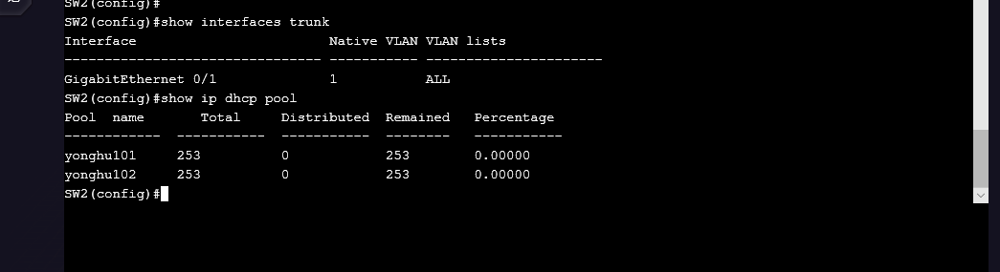 SW2(config)#
SW2(config)#show interfaces trunk
Interface                        Native VLAN VLAN lists
-------------------------------- ----------- ----------------------
GigabitEthernet 0/1              1           ALL
SW2(config)#show ip dhcp pool
Pool  name       Total     Distributed  Remained   Percentage
------------  -----------  -----------  --------   -----------
yonghu101     253          0            253        0.00000
yonghu102     253          0            253        0.00000
SW2(config)#